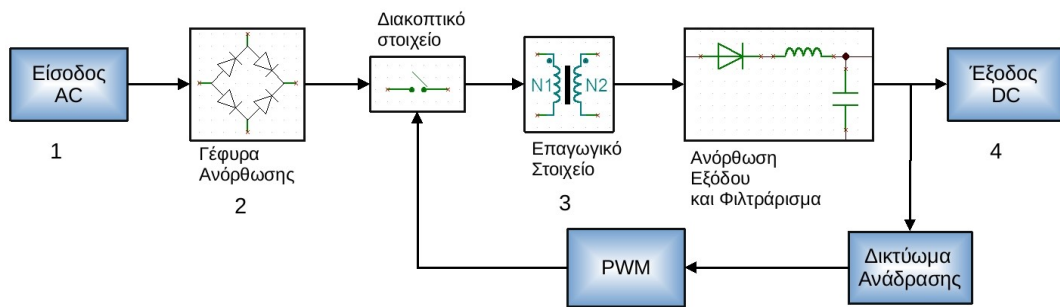 Είσοδος
AC
1
Γέφυρα
Ανόρθωσης
2
Διακοπτικό
στοιχείο
N1
N2
Επαγωγικό
Στοιχείο
3
Ανόρθωση
Εξόδου
και Φιλτράρισμα
Έξοδος
DC
4
PWM
Δικτύωμα
Ανάδρασης